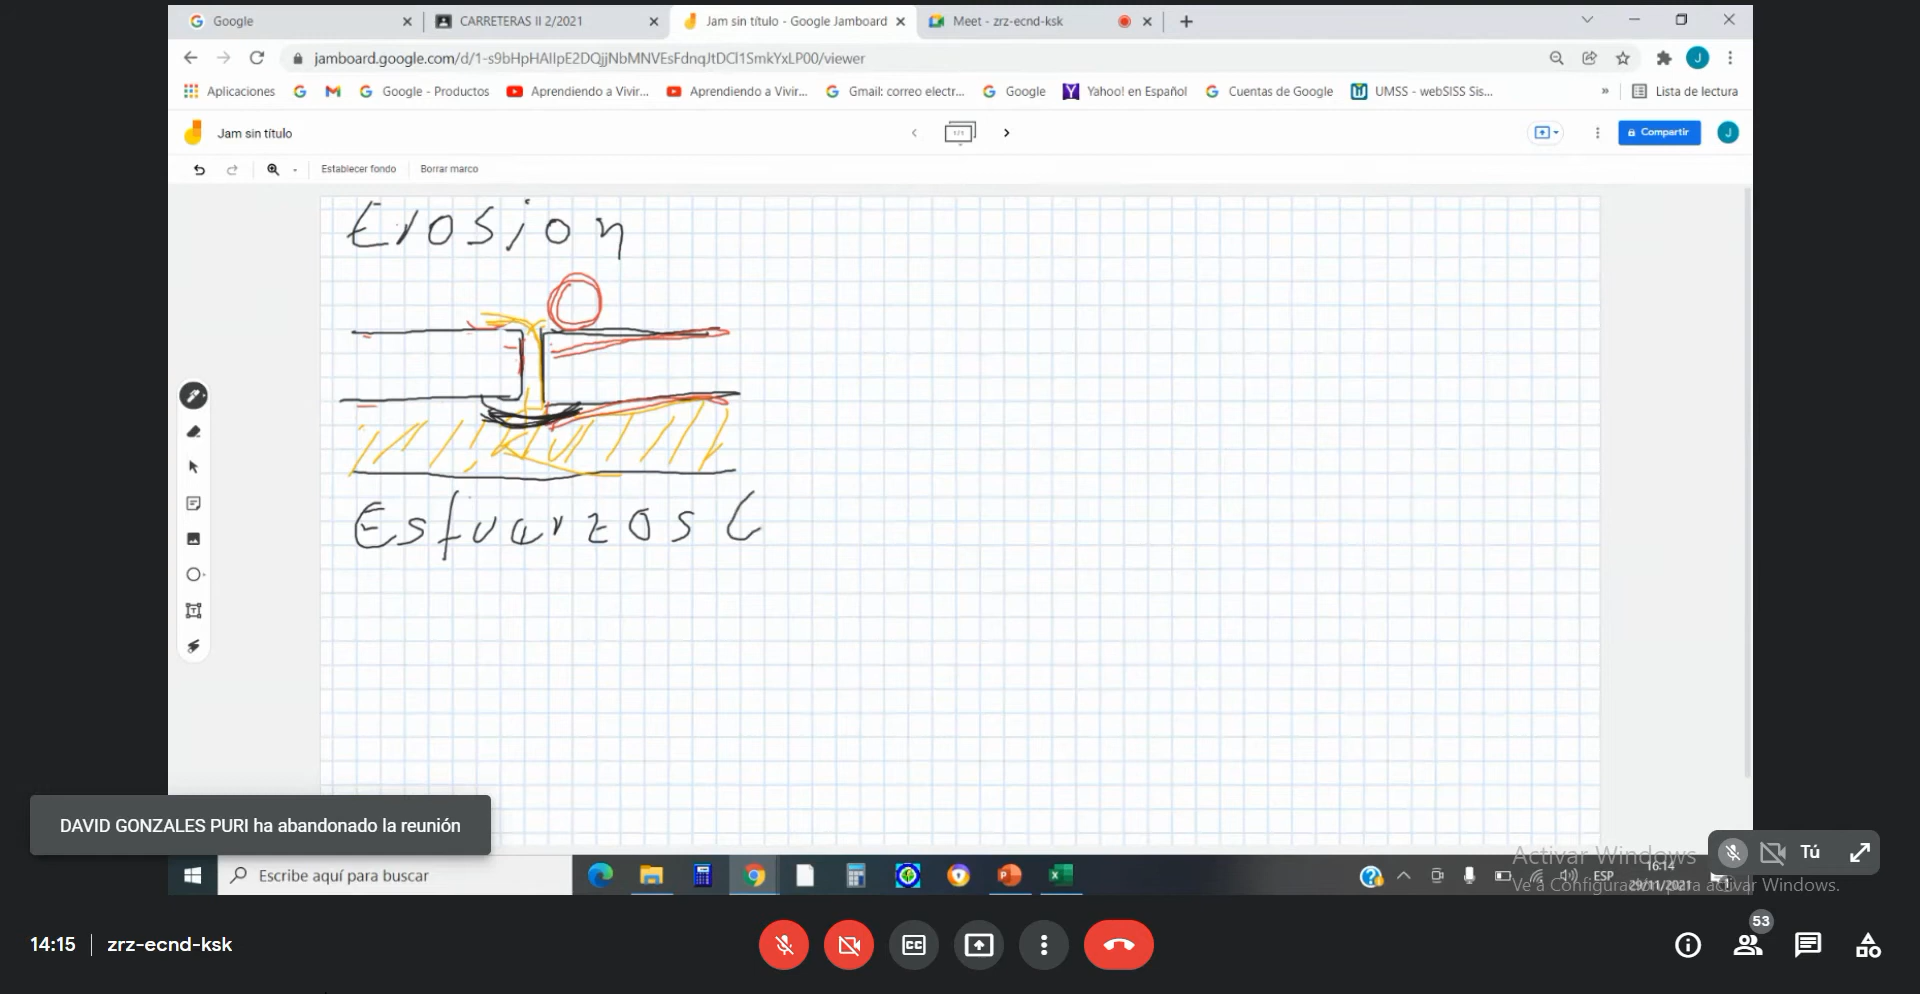 Google
CARRETERAS II 2/2021
Jam sin título - Google Jamboard
Meet - zrz-ecnd-ksk
jamboard.google.com/d/1-s9bHpHAIlpE2DQjjNbMNVEsFdnqJtDCl1SmkYxLP00/viewer
Aplicaciones
Google - Productos
Aprendiendo a Vivir...
Aprendiendo a Vivir...
Gmail: correo electr...
Google
Yahoo! en Español
Cuentas de Google
UMSS - webSISS Sis...
»
Lista de lectura
J
Jam sin título
1/1
Compartir
J
Establecer fondo
Borrar marco
Erosion
Esfuerzos C
DAVID GONZALES PURI ha abandonado la reunión
Activar Windows
Ve a Configuración para activar Windows.
Tú
Escribe aquí para buscar
ESP
16:14
29/11/2021
14:15 | zrz-ecnd-ksk
CC
53